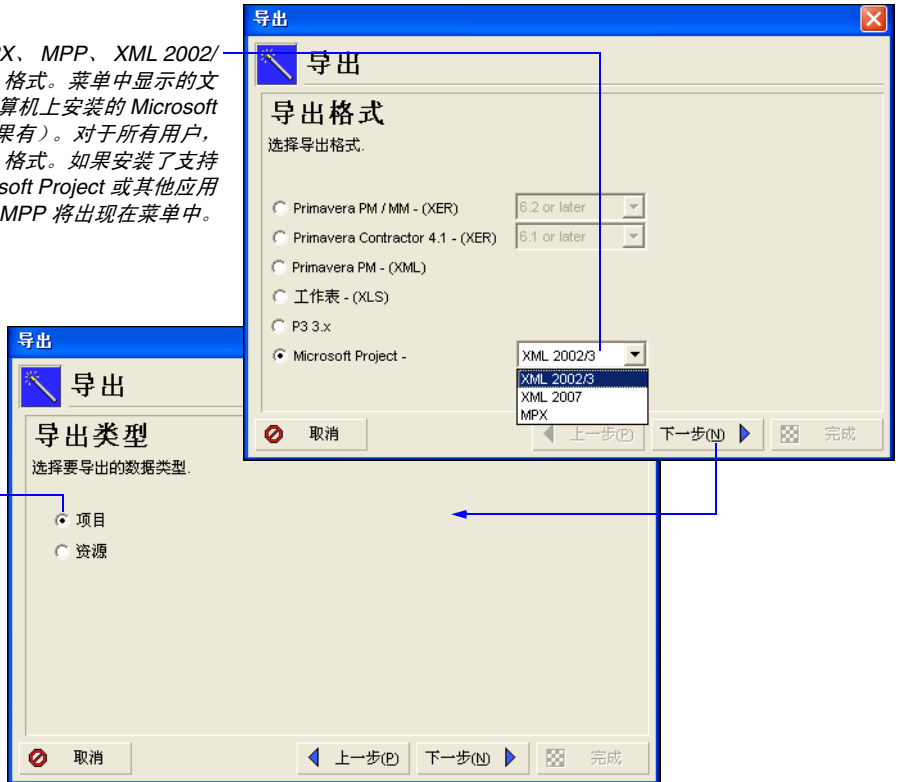 X、 MPP、 XML 2002/
格式。菜单中显示的文
算机上安装的 Microsoft
果有）。对于所有用户，
格式。如果安装了支持
soft Project 或其他应用
MPP 将出现在菜单中。
导出
导出
导出格式
选择导出格式.
Primavera PM / MM - (XER) 6.2 or later
Primavera Contractor 4.1 - (XER) 6.1 or later
Primavera PM - (XML)
工作表 - (XLS)
P3 3.x
Microsoft Project - XML 2002/3
XML 2002/3
XML 2007
MPX
取消 上一步(P) 下一步(N) 完成
导出
导出
导出类型
选择要导出的数据类型.
项目
资源
取消 上一步(P) 下一步(N) 完成